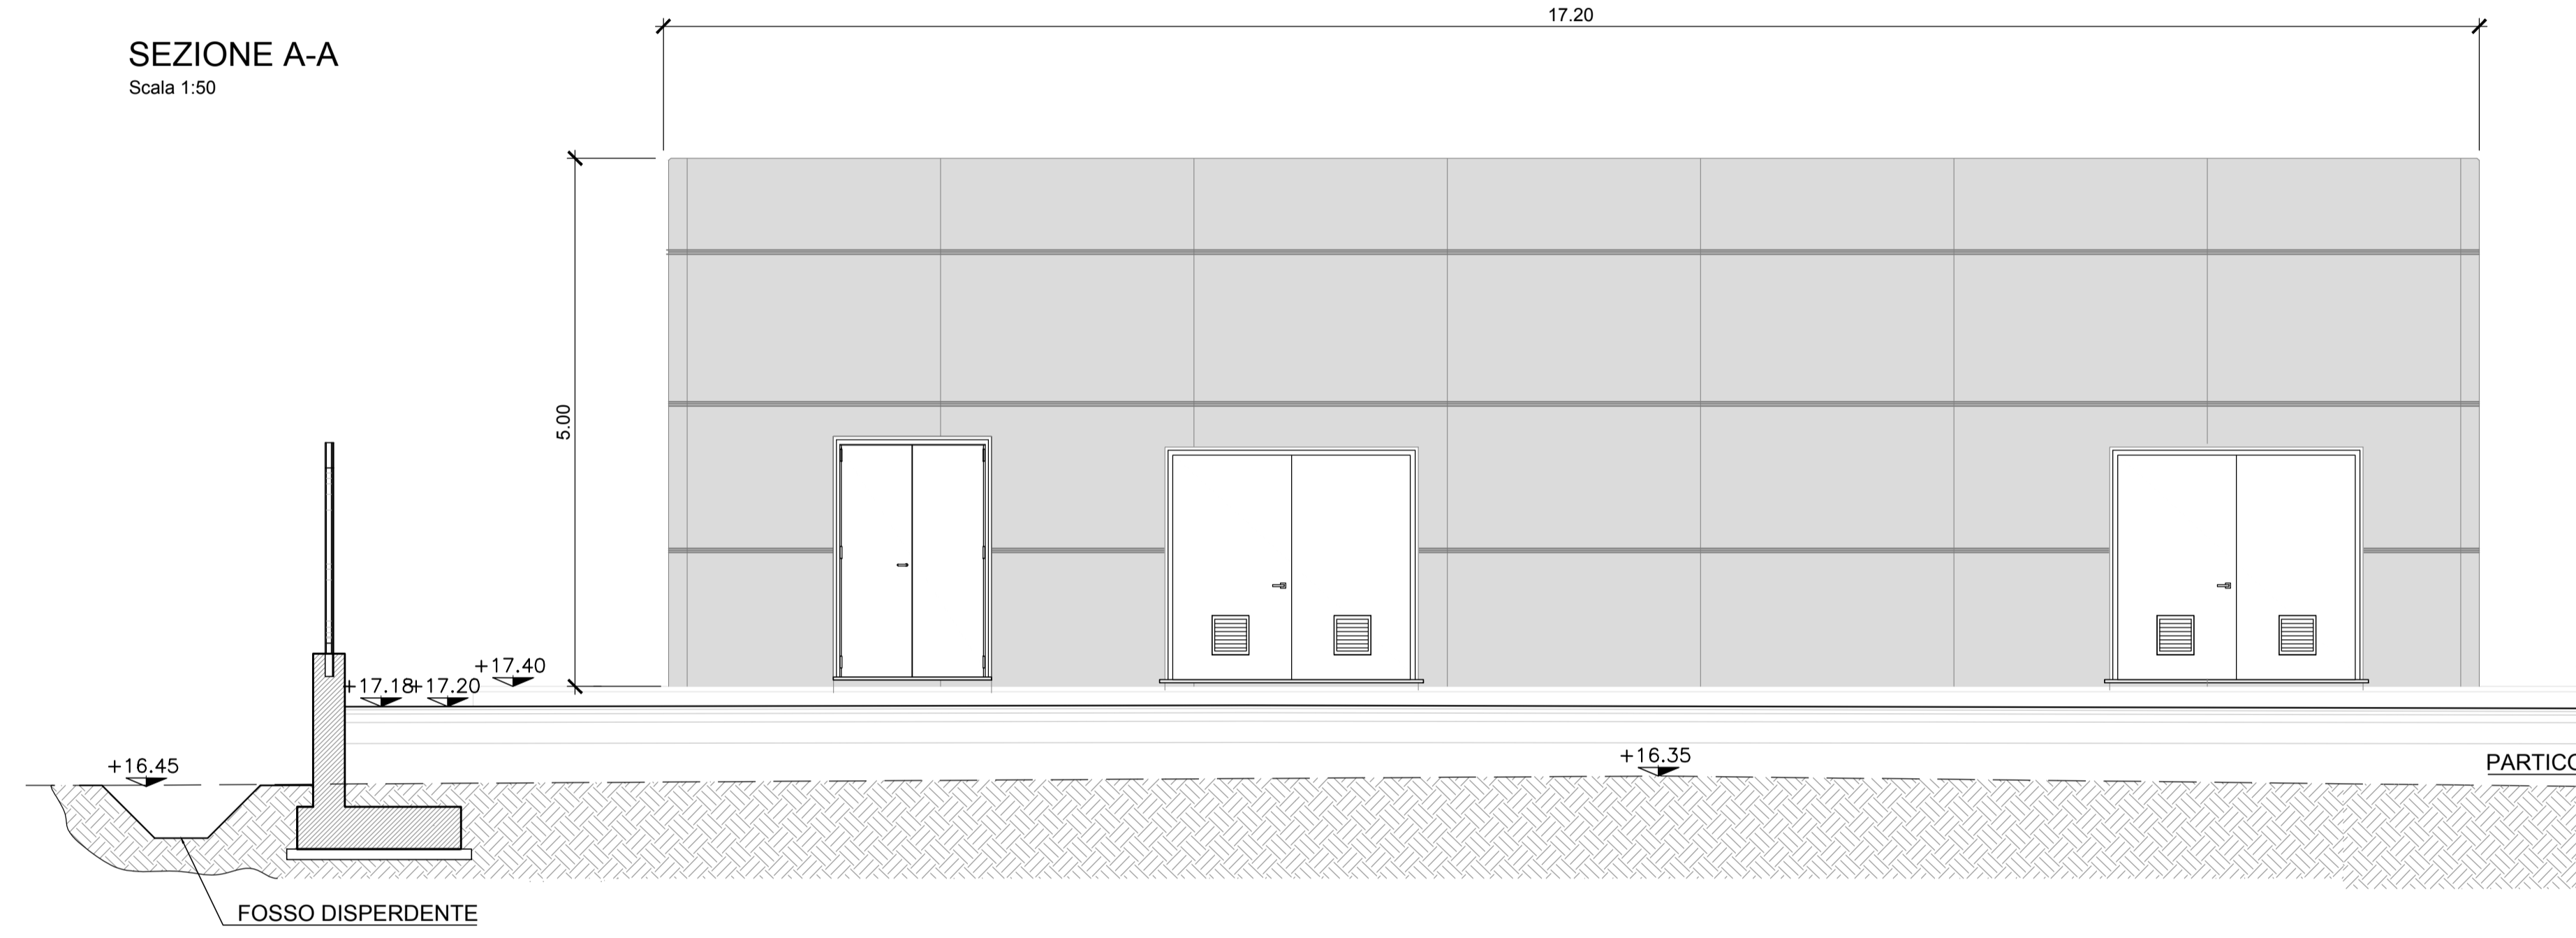 17.20
SEZIONE A-A
Scala 1:50
5.00
+17.40
+17.18
+17.20
+16.45
+16.35
PARTICO
FOSSO DISPERDENTE